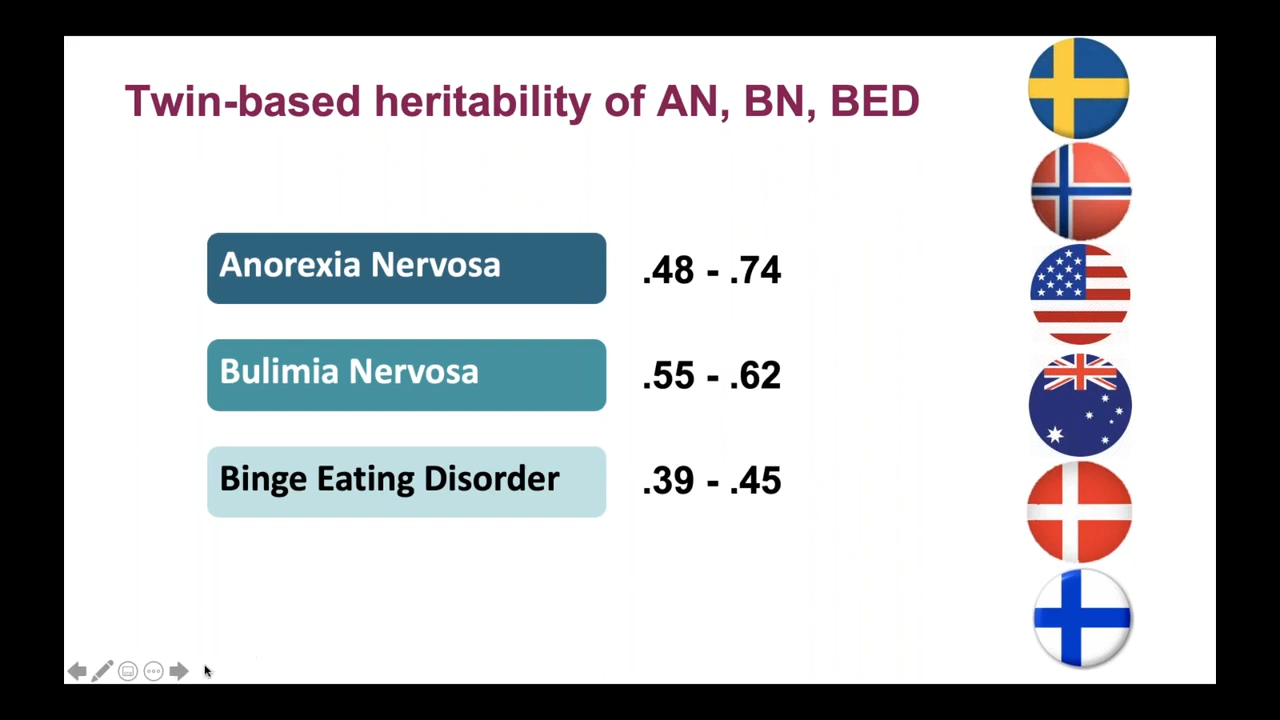 Twin-based heritability of AN, BN, BED
Anorexia Nervosa .48 - .74
Bulimia Nervosa .55 - .62
Binge Eating Disorder .39 - .45